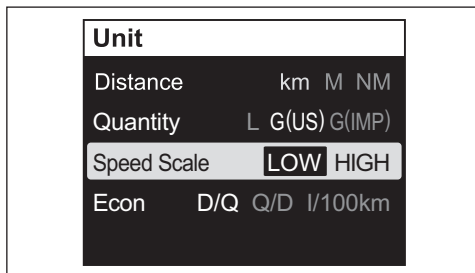 Unit
Distance km M NM
Quantity L G(US) G(IMP)
Speed Scale LOW HIGH
Econ D/Q Q/D l/100km